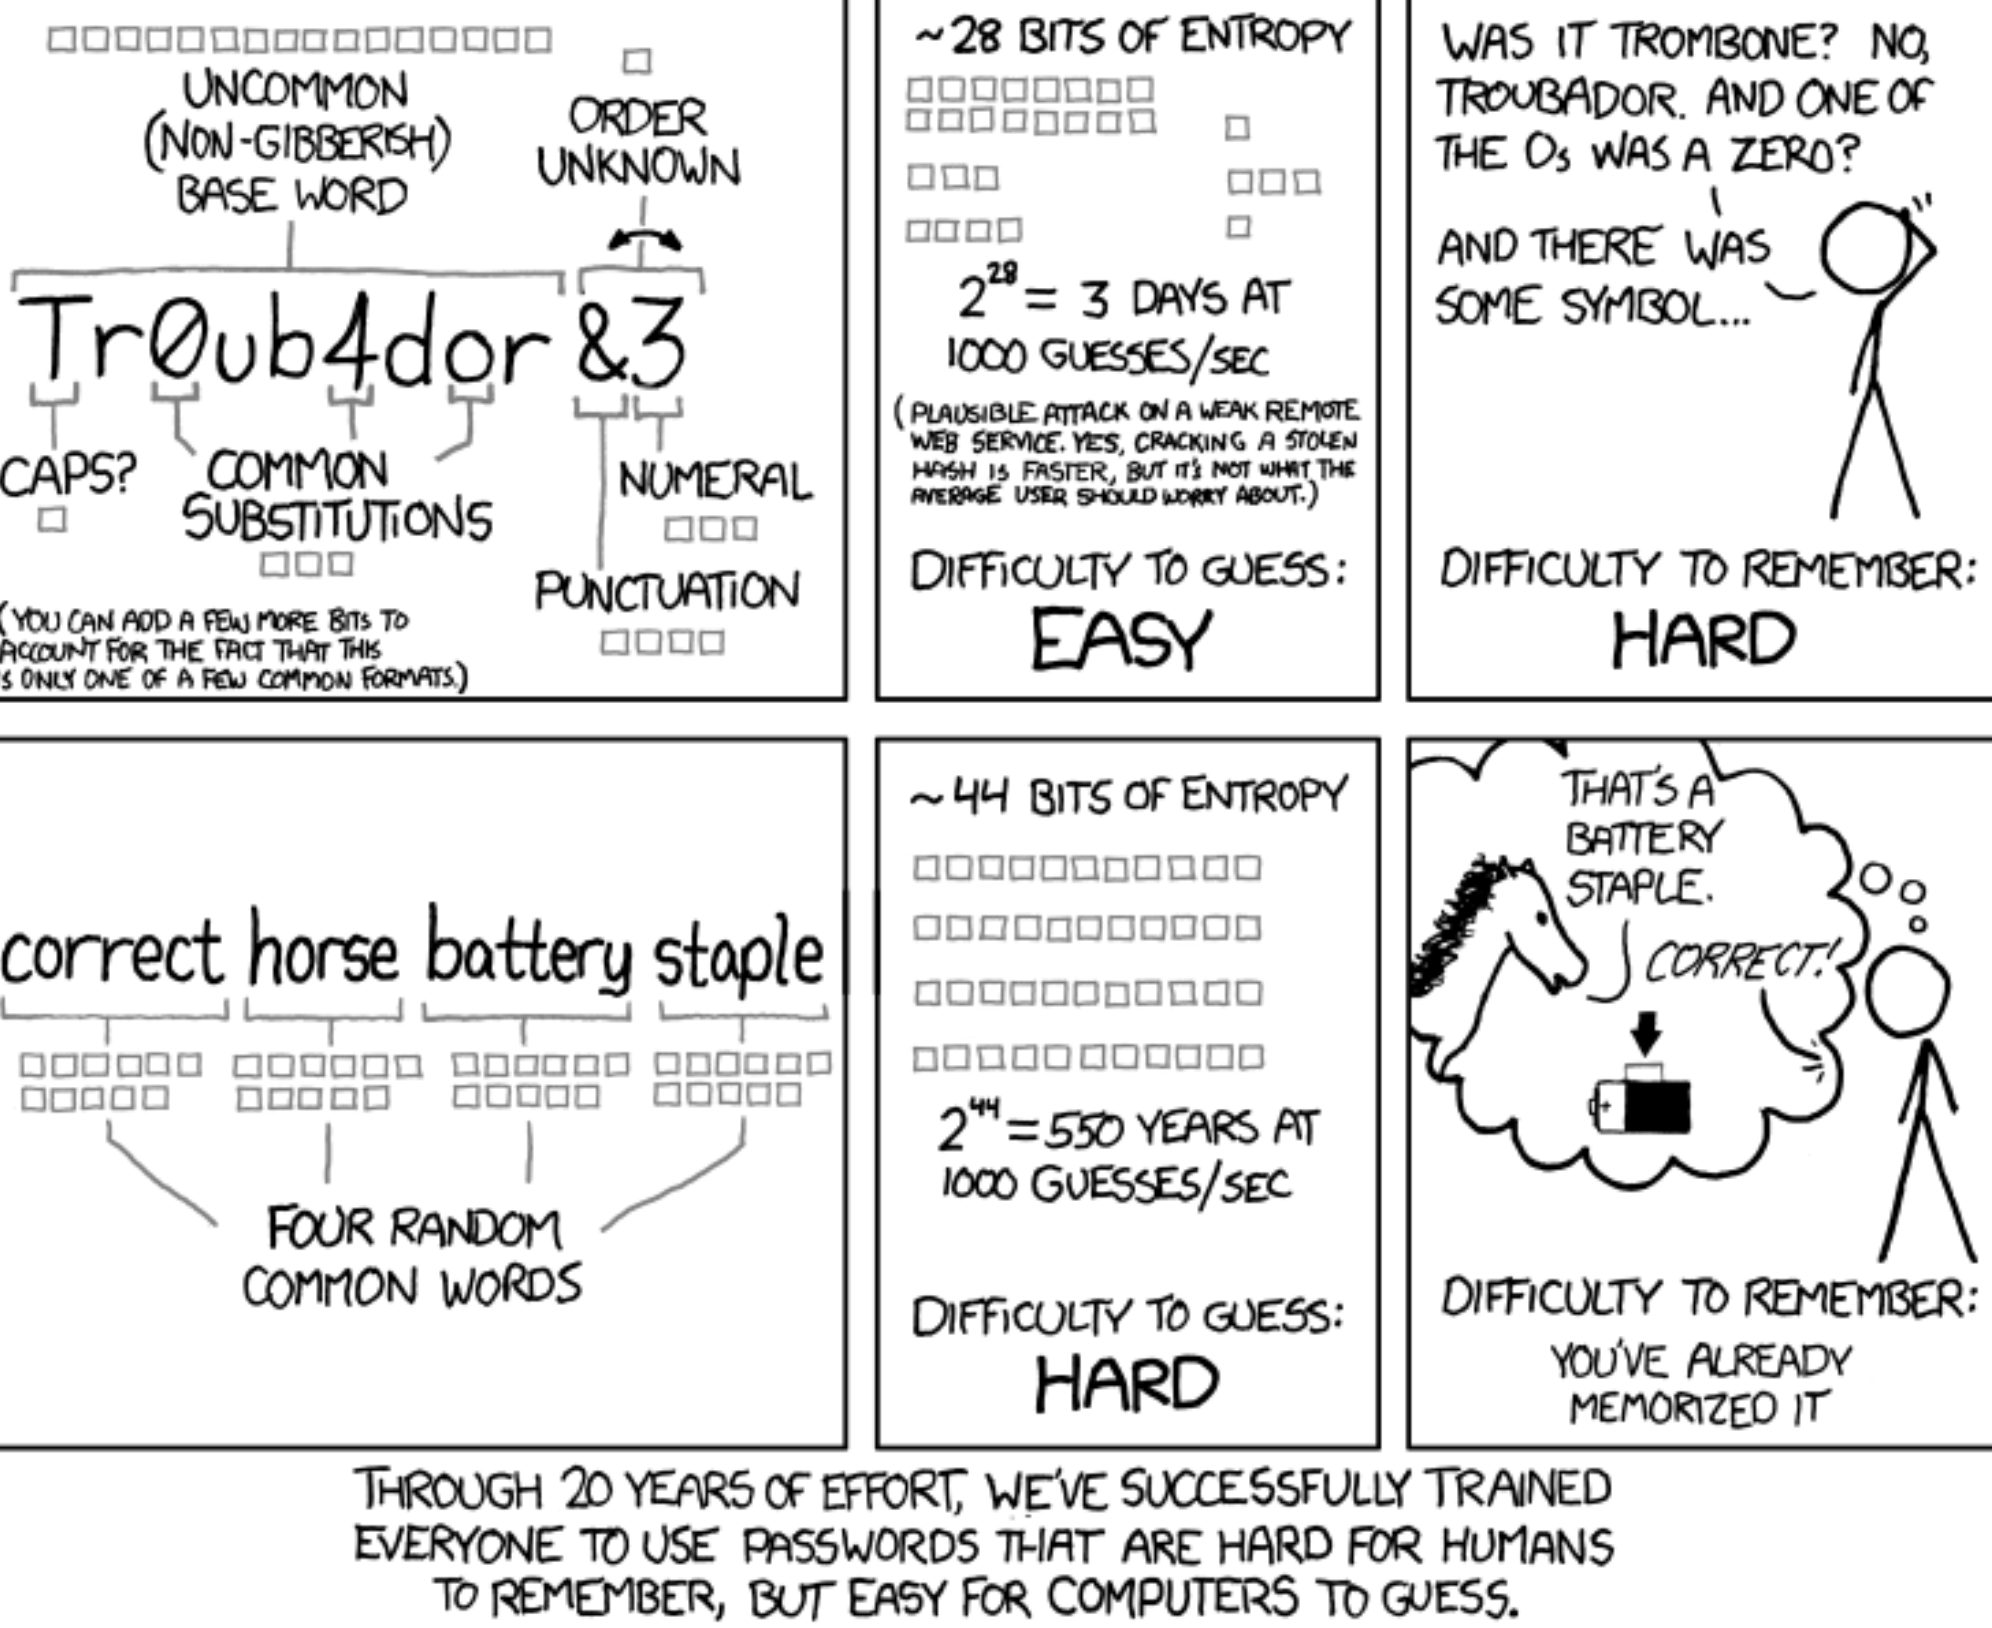 UNCOMMON
(NON-GIBBERISH)
BASE WORD
ORDER
UNKNOWN
Tr0ub4dor &3
CAPS?
COMMON
SUBSTITUTIONS
NUMERAL
PUNCTUATION
(YOU CAN ADD A FEW MORE BITS TO
ACCOUNT FOR THE FACT THAT THIS
IS ONLY ONE OF A FEW COMMON FORMATS.)
~28 BITS OF ENTROPY
2^28 = 3 DAYS AT
1000 GUESSES/SEC
(PLAUSIBLE ATTACK ON A WEAK REMOTE
WEB SERVICE. YES, CRACKING A STOLEN
HASH IS FASTER, BUT IT'S NOT WHAT THE
AVERAGE USER SHOULD WORRY ABOUT.)
DIFFICULTY TO GUESS:
EASY
WAS IT TROMBONE? NO,
TROUBADOR. AND ONE OF
THE Os WAS A ZERO?
AND THERE WAS
SOME SYMBOL...
DIFFICULTY TO REMEMBER:
HARD
correct horse battery staple
FOUR RANDOM
COMMON WORDS
~44 BITS OF ENTROPY
2^44 = 550 YEARS AT
1000 GUESSES/SEC
DIFFICULTY TO GUESS:
HARD
THAT'S A
BATTERY
STAPLE.
CORRECT!
+
DIFFICULTY TO REMEMBER:
YOU'VE ALREADY
MEMORIZED IT
THROUGH 20 YEARS OF EFFORT, WE'VE SUCCESSFULLY TRAINED
EVERYONE TO USE PASSWORDS THAT ARE HARD FOR HUMANS
TO REMEMBER, BUT EASY FOR COMPUTERS TO GUESS.